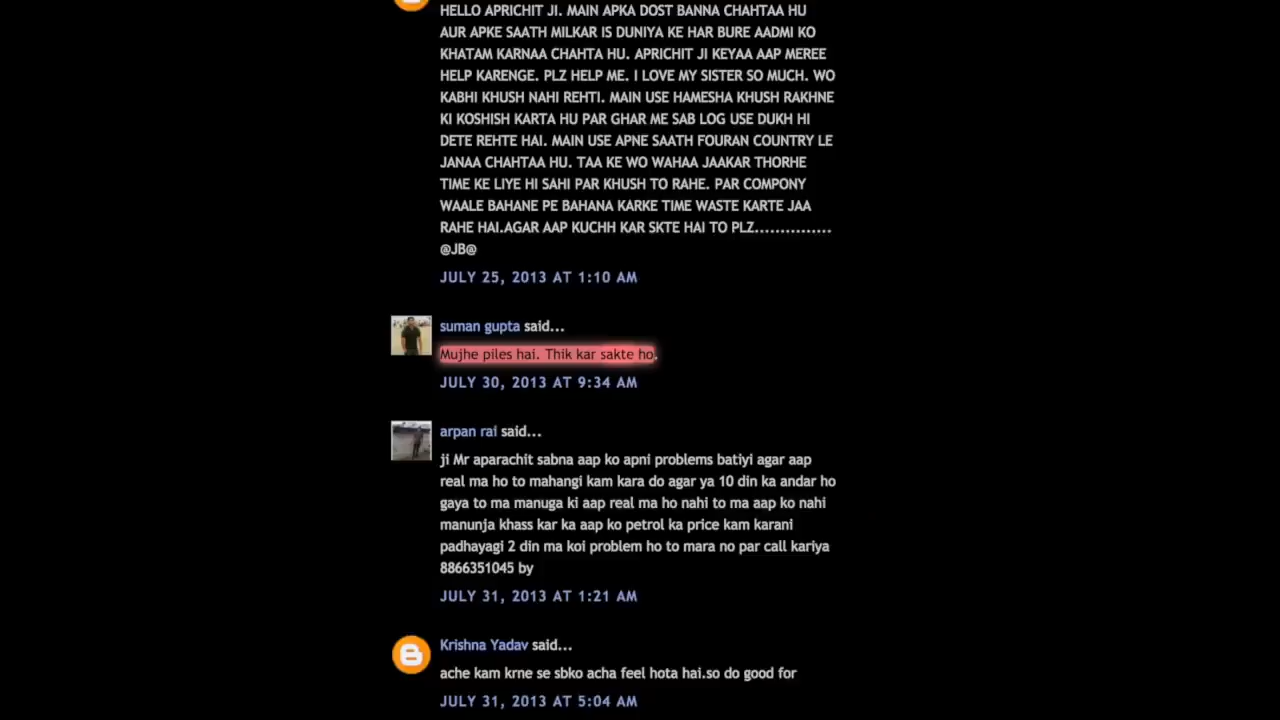 HELLO APRICHIT JI. MAIN APKA DOST BANNA CHAHTAA HU
AUR APKE SAATH MILKAR IS DUNIYA KE HAR BURE AADMI KO
KHATAM KARNAA CHAHTA HU. APRICHIT JI KEYAA AAP MEREE
HELP KARENGE. PLZ HELP ME. I LOVE MY SISTER SO MUCH. WO
KABHI KHUSH NAHI REHTI. MAIN USE HAMESHA KHUSH RAKHNE
KI KOSHISH KARTA HU PAR GHAR ME SAB LOG USE DUKH HI
DETE REHTE HAI. MAIN USE APNE SAATH FOURAN COUNTRY LE
JANAA CHAHTAA HU. TAA KE WO WAHAA JAAKAR THORHE
TIME KE LIYE HI SAHI PAR KHUSH TO RAHE. PAR COMPONY
WAALE BAHANE PE BAHANA KARKE TIME WASTE KARTE JAA
RAHE HAI.AGAR AAP KUCHH KAR SKTE HAI TO PLZ...............
@JB@
JULY 25, 2013 AT 1:10 AM
suman gupta said...
Mujhe piles hai. Thik kar sakte ho.
JULY 30, 2013 AT 9:34 AM
arpan rai said...
ji Mr aparachit sabna aap ko apni problems batiyi agar aap
real ma ho to mahangi kam kara do agar ya 10 din ka andar ho
gaya to ma manuga ki aap real ma ho nahi to ma aap ko nahi
manunja khass kar ka aap ko petrol ka price kam karani
padhayagi 2 din ma koi problem ho to mara no par call kariya
8866351045 by
JULY 31, 2013 AT 1:21 AM
Krishna Yadav said...
ache kam krne se sbko acha feel hota hai.so do good for
JULY 31, 2013 AT 5:04 AM